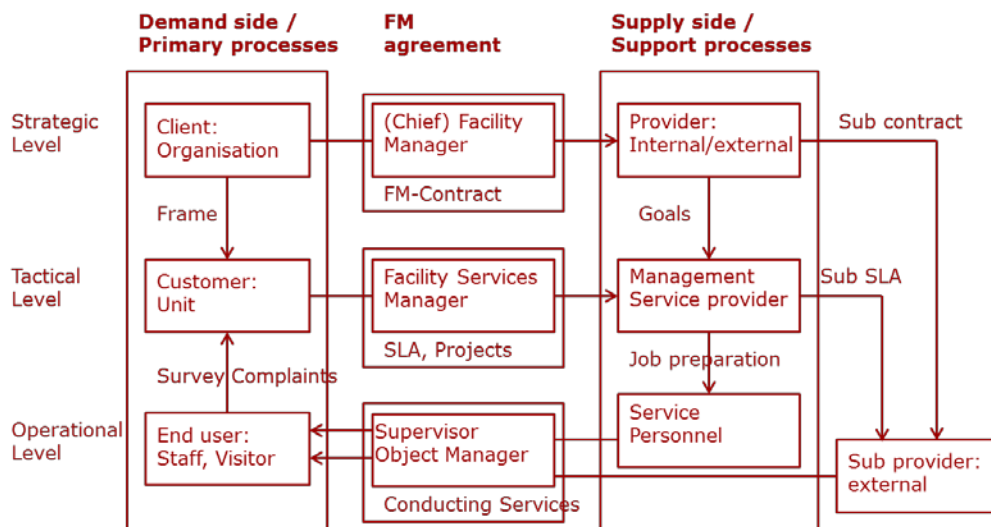 Demand side /
Primary processes
FM
agreement
Supply side /
Support processes
Strategic
Level
Client:
Organisation
(Chief) Facility
Manager
FM-Contract
Provider:
Internal/external
Sub contract
Frame
Goals
Tactical
Level
Customer:
Unit
Facility Services
Manager
SLA, Projects
Management
Service provider
Sub SLA
Survey Complaints
Job preparation
Operational
Level
End user:
Staff, Visitor
Supervisor
Object Manager
Conducting Services
Service
Personnel
Sub provider:
external